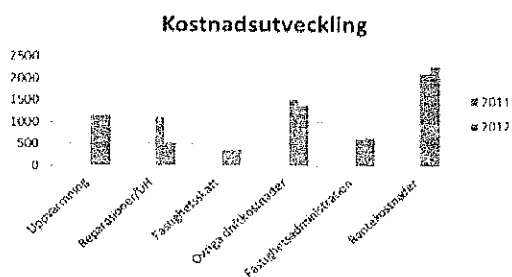 Kostnadsutveckling
2500
2000
1500
1000
500
0
2011
2012
Uppvärmning
Reparationer/UH
Fastighetsskatt
Övriga driftkostnader
Fastighetsadministration
Räntekostnader